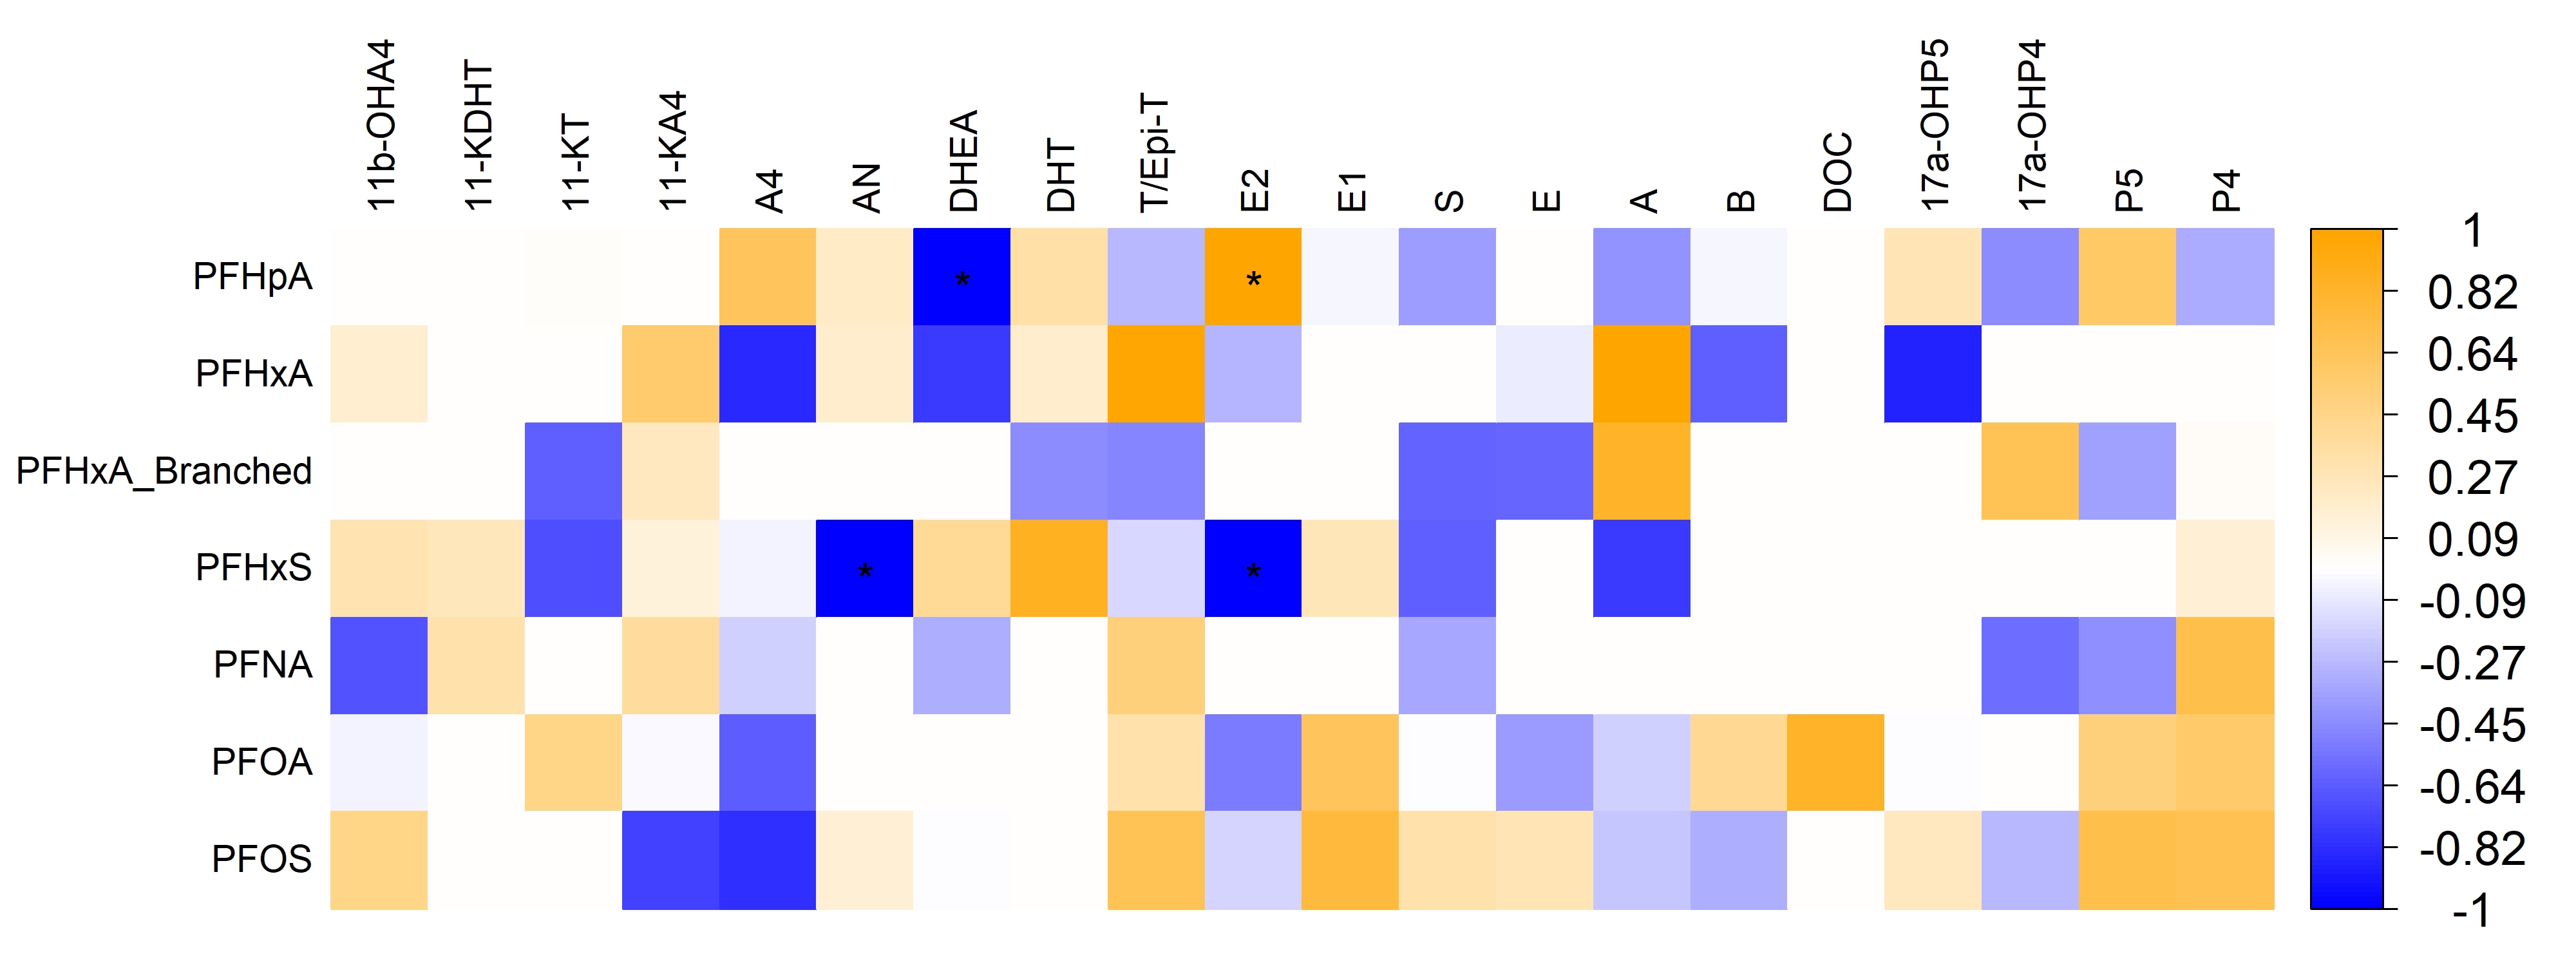 11b-OHA4
11-KDHT
11-KT
11-KA4
A4
AN
DHEA
DHT
T/Epi-T
E2
E1
S
E
A
B
DOC
17a-OHP5
17a-OHP4
P5
P4
PFHpA
* *
PFHxA
PFHxA_Branched
PFHxS
* *
PFNA
PFOA
PFOS
1
0.82
0.64
0.45
0.27
0.09
-0.09
-0.27
-0.45
-0.64
-0.82
-1